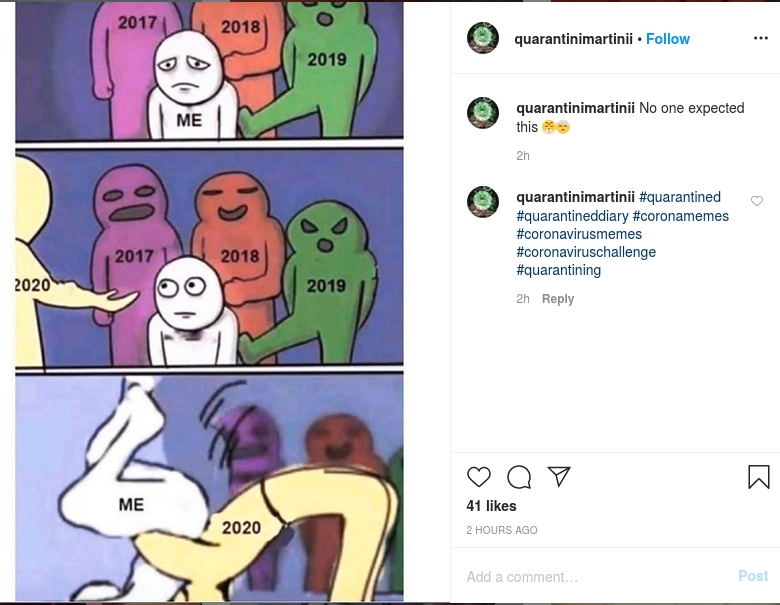 2017
2018
2019
ME
2020
2017
2018
2019
ME
2020
quarantinimartinii • Follow
quarantinimartinii No one expected
this 😤🤕
2h
quarantinimartinii #quarantined
#quarantineddiary #coronamemes
#coronavirusmemes
#coronaviruschallenge
#quarantining
2h Reply
41 likes
2 HOURS AGO
Add a comment…
Post